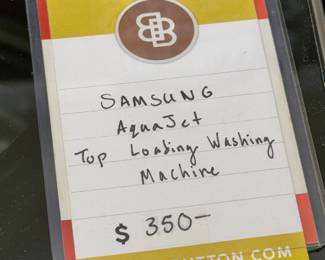 SAMSUNG
AquaJet
Top Loading Washing
Machine
$ 350—